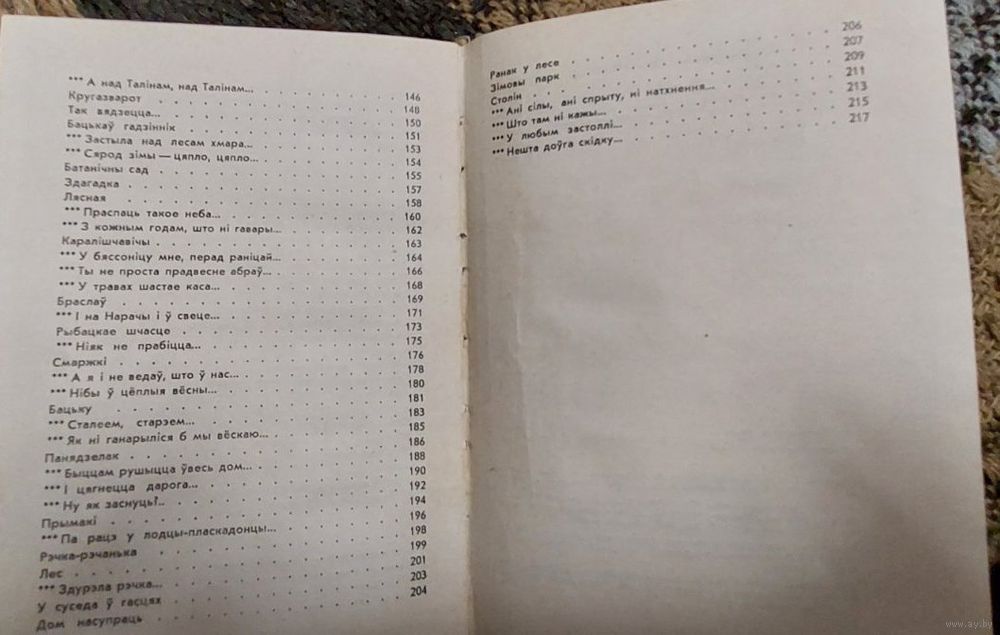 *** А над Талінам, над Талінам... 146
Кругазварот 148
Так вядзецца... 150
Бацькаў гадзіннік 151
*** Застыла над лесам хмара... 153
*** Сярод зімы — цяпло, цяпло... 154
Батанічны сад 155
Здагадка 157
Лясная 158
*** Праспаць такое неба... 160
*** З кожным годам, што ні гавары... 162
Каралішчавічы 163
*** У бяссоніцу мне, перад раніцай... 164
*** Ты не проста прадвесне абраў... 166
*** У травах шастае каса... 168
Браслаў 169
*** І на Нарачы і ў свеце... 171
Рыбацкае шчасце 173
*** Ніяк не прабіцца... 175
Смаржкі 176
*** А я і не ведаў, што ў нас... 178
*** Нібы ў цёплыя вёсны... 180
Бацьку 181
*** Сталеем, старэем... 183
*** Як ні ганарыліся б мы вёскаю... 185
Панядзелак 186
*** Быццам рушыцца ўвесь дом... 188
*** І цягнецца дарога... 190
*** Ну як заснуць?.. 192
Прымакі 194
*** Па рацэ у лодцы-пласкадонцы... 196
Рэчка-рэчанька 198
Лес 199
*** Здурэла рэчка... 201
У суседа ў гасцях 203
Дом насупраць 204
Ранак у лесе 206
Зімовы парк 207
Столін 209
*** Ані сілы, ані спрыту, ні натхнення... 211
*** Што там ні кажы... 213
*** У любым застоллі... 215
*** Нешта доўга скідку... 217
www.ay.by